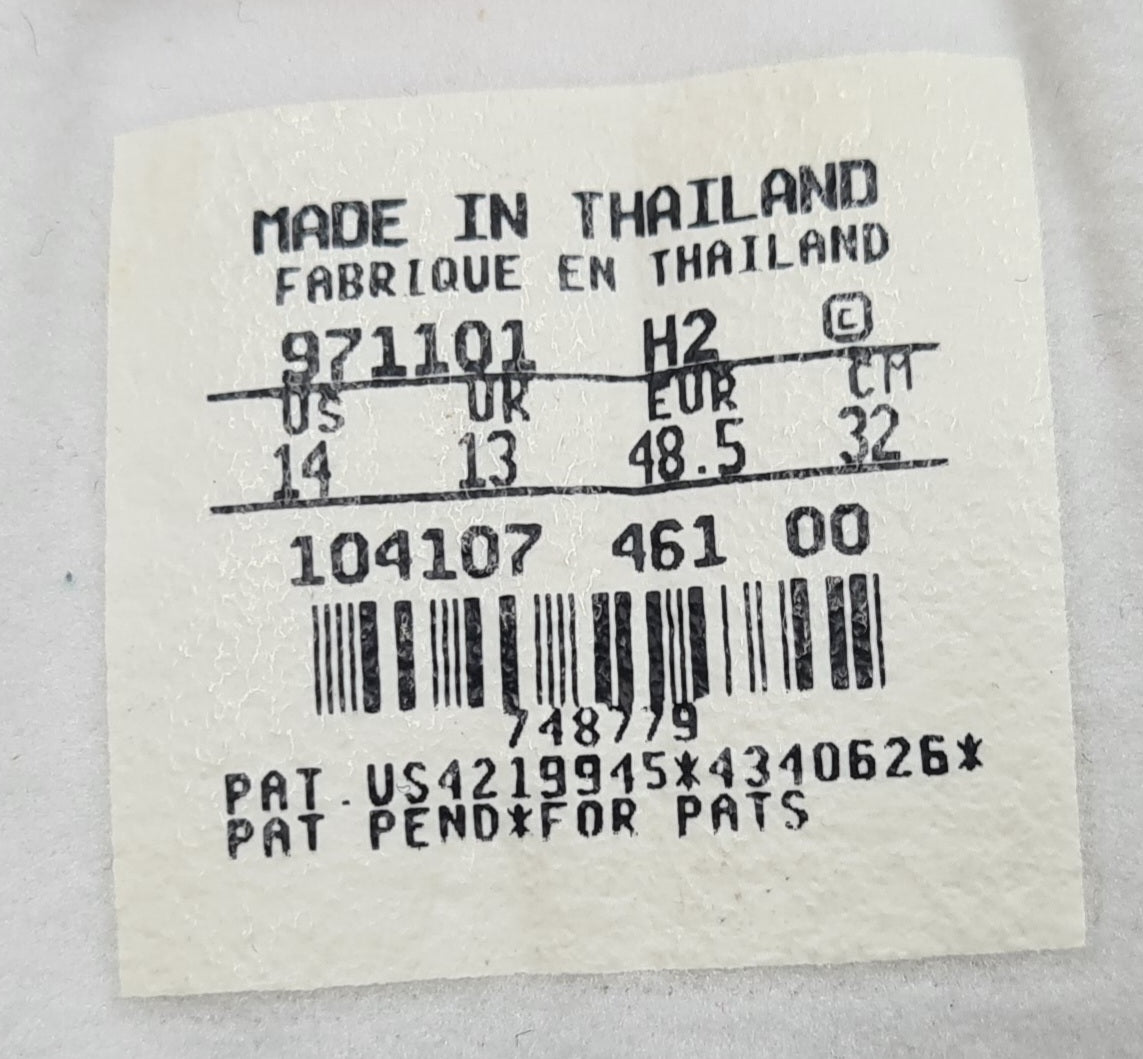 MADE IN THAILAND
FABRIQUE EN THAILAND
971101 H2 C
US UK EUR CM
14 13 48.5 32
104107 461 00
748779
PAT.US4219945*4340626*
PAT PEND*FOR PATS